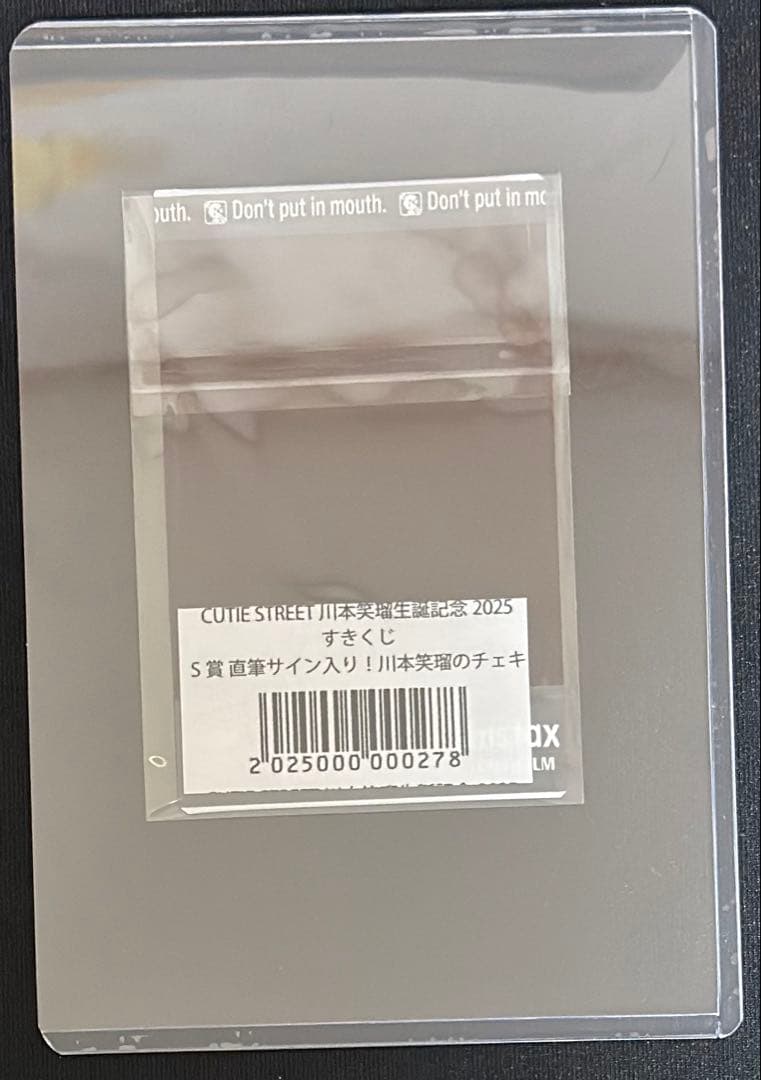 outh. Don't put in mouth. Don't put in mo
CUTIE STREET 川本笑瑠生誕記念 2025
すきくじ
S 賞 直筆サイン入り！川本笑瑠のチェキ
2 025000 000278
instax
LM